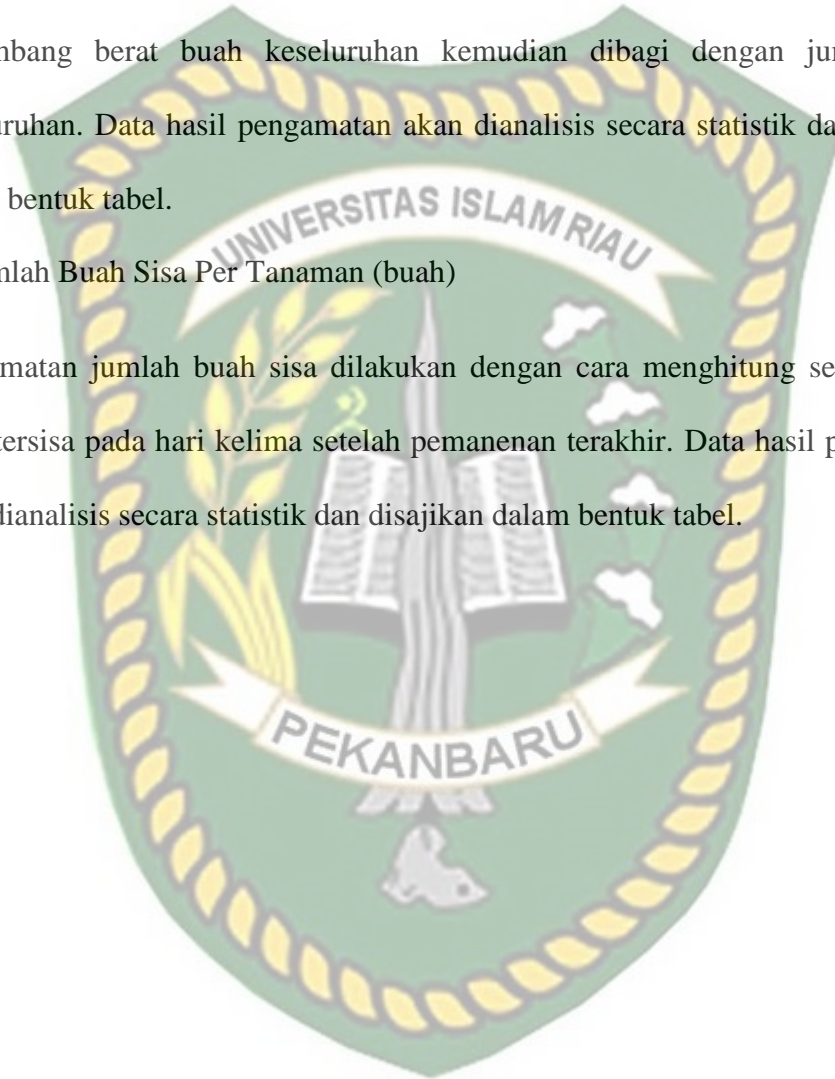 mbang berat buah keseluruhan kemudian dibagi dengan jur
uruhan. Data hasil pengamatan akan dianalisis secara statistik da
bentuk tabel.
UNIVERSITAS ISLAM RIAU
nlah Buah Sisa Per Tanaman (buah)
matan jumlah buah sisa dilakukan dengan cara menghitung se
tersisa pada hari kelima setelah pemanenan terakhir. Data hasil p
dianalisis secara statistik dan disajikan dalam bentuk tabel.
PEKANBARU